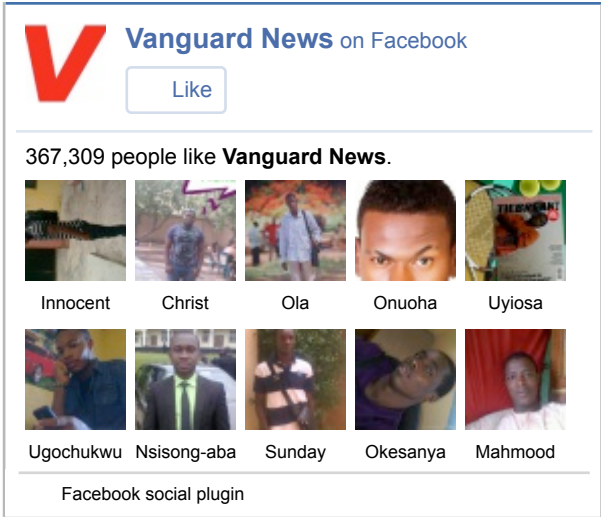 Vanguard News on Facebook
Like
367,309 people like Vanguard News.
Innocent Christ Ola Onuoha Uyiosa
Ugochukwu Nsisong-aba Sunday Okesanya Mahmood
Facebook social plugin